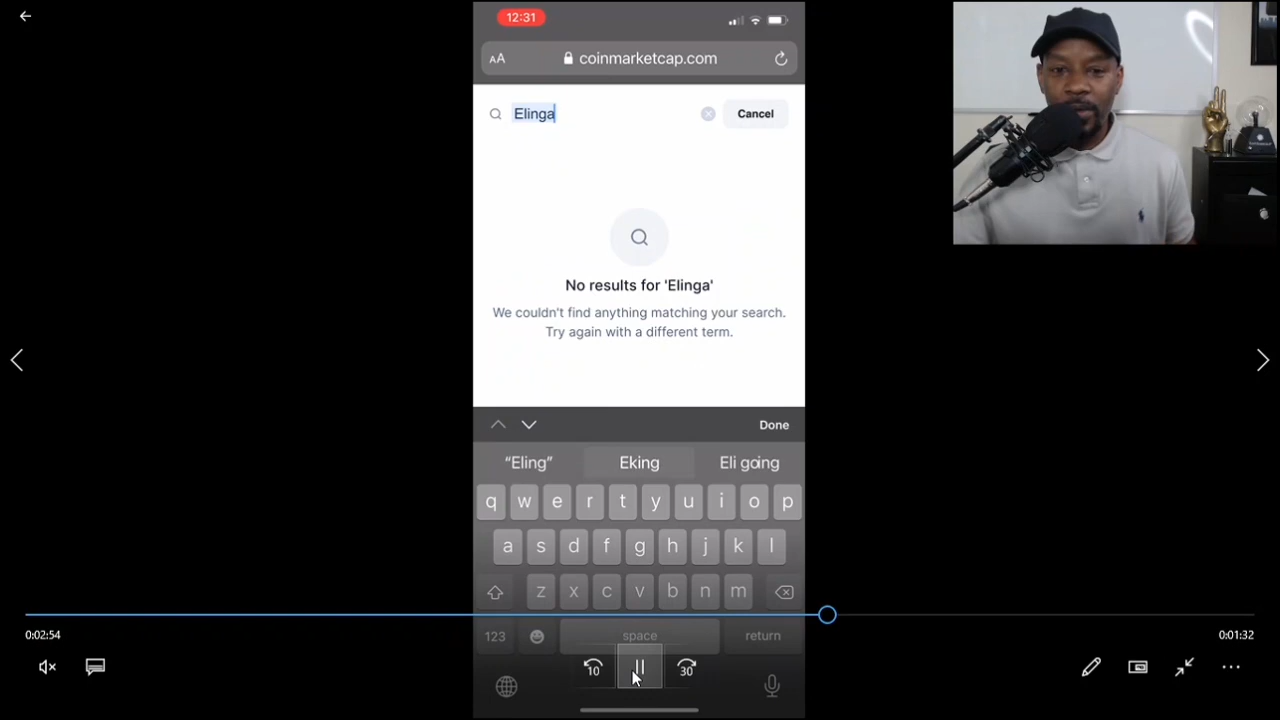 12:31
AA
coinmarketcap.com
Elinga
Cancel
No results for 'Elinga'
We couldn't find anything matching your search.
Try again with a different term.
Done
"Eling"
Eking
Eli going
q w e r t y u i o p
a s d f g h j k l
z x c v b n m
0:02:54
0:01:32
123
space
return
10
30